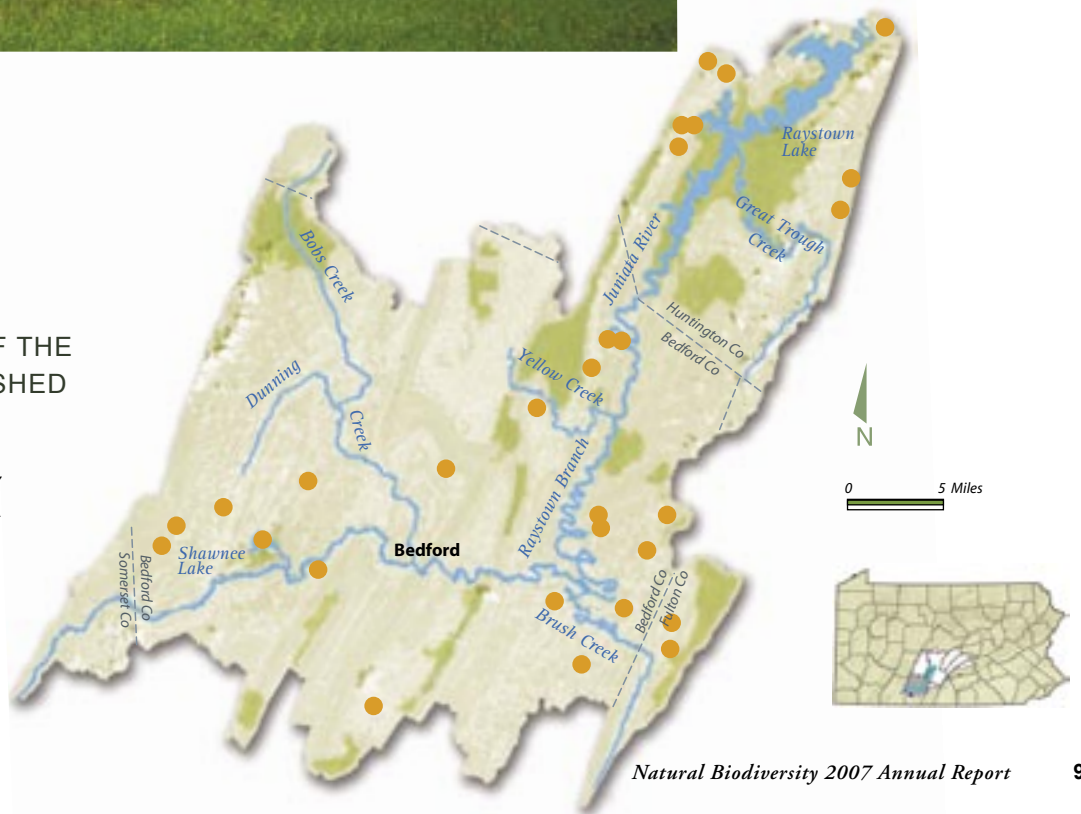 F THE
SHED
Raystown
Lake
Great Trough
Creek
Juniata River
Bobs Creek
Huntington Co
Bedford Co
Yellow Creek
Dunning
Creek
Raystown Branch
N
0 5 Miles
Bedford
Shawnee
Lake
Bedford Co
Somerset Co
Bedford Co
Fulton Co
Brush Creek
Natural Biodiversity 2007 Annual Report 9